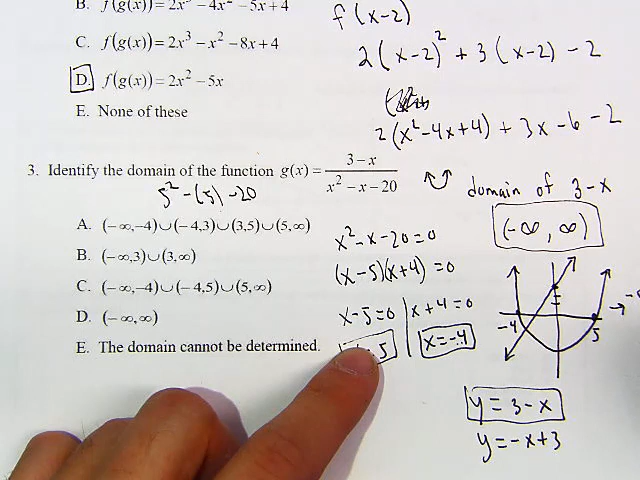 B. f(g(x)) = 2x³ − 4x² − 5x + 4
C. f(g(x)) = 2x³ − x² − 8x + 4
D. f(g(x)) = 2x² − 5x
E. None of these
f(x-2)
2(x-2)² + 3(x-2) - 2
2(x²-4x+4) + 3x-6-2
3. Identify the domain of the function g(x) = (3−x)/(x²−x−20)
5²-(5)-20
A. (−∞,−4)∪(−4,3)∪(3,5)∪(5,∞)
B. (−∞,3)∪(3,∞)
C. (−∞,−4)∪(−4,5)∪(5,∞)
D. (−∞,∞)
E. The domain cannot be determined.
x²-x-20=0
(x-5)(x+4)=0
x-5=0 | x+4=0
5 x=-4
domain of 3-x
(-∞, ∞)
-4 5
y=3-x
y=-x+3